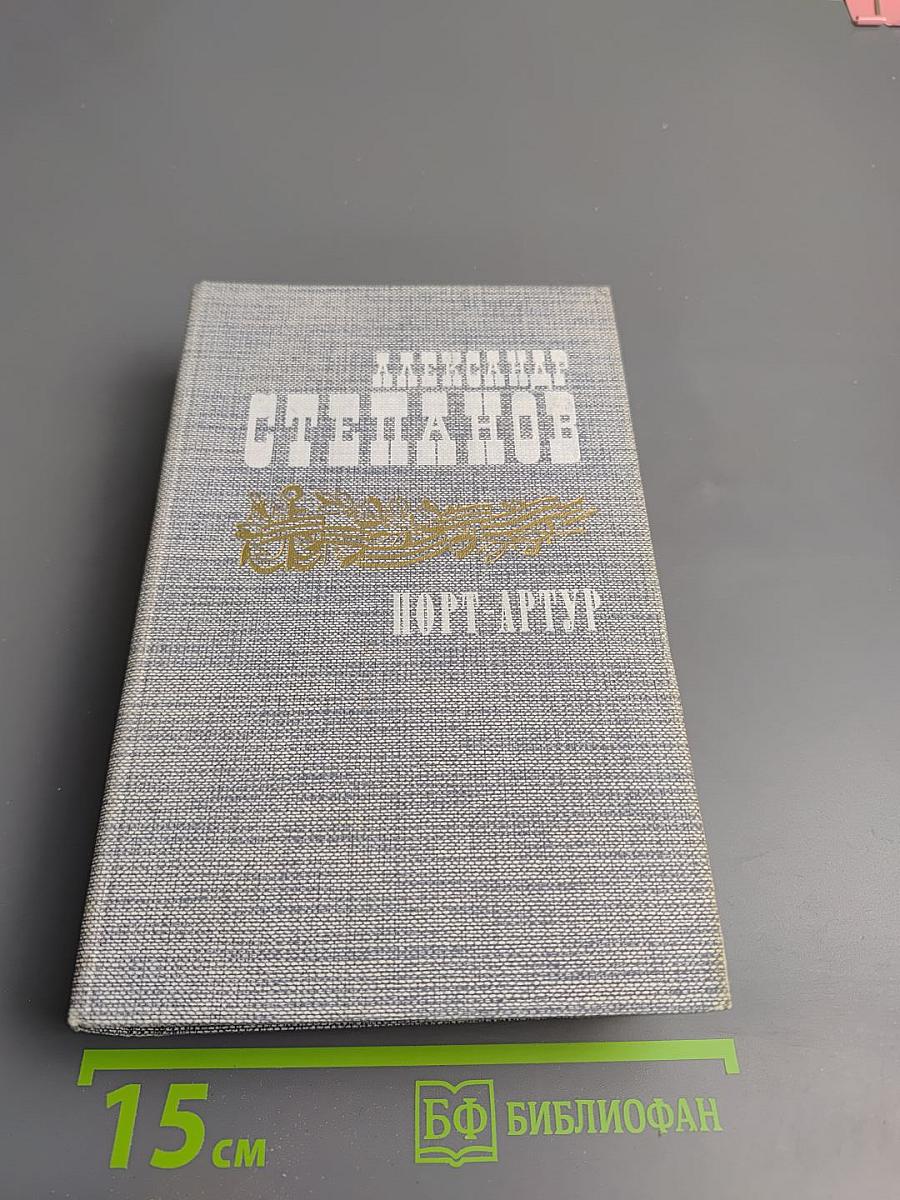 АЛЕКСАНДР
СТЕПАНОВ
ПОРТ-АРТУР
15 см
БФ БИБЛИОФАН